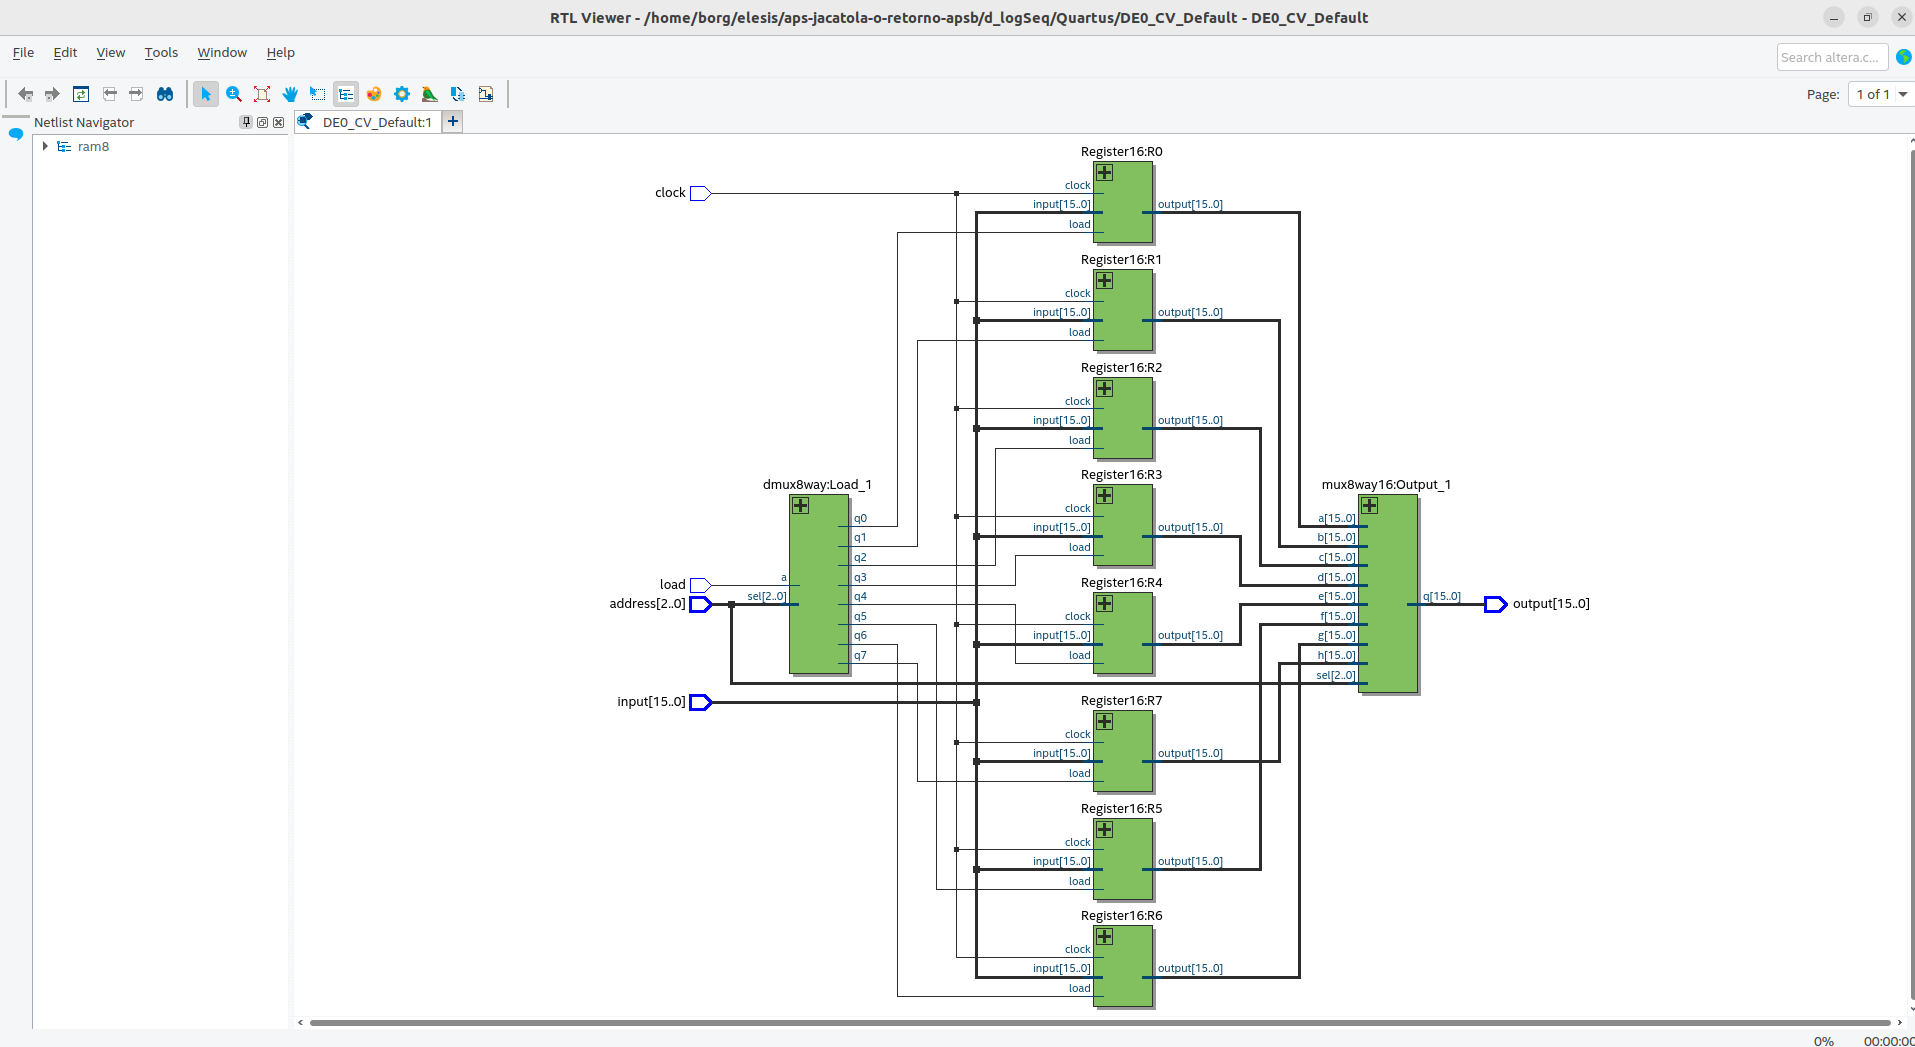 RTL Viewer - /home/borg/elesis/aps-jacatola-o-retorno-apsb/d_logSeq/Quartus/DE0_CV_Default - DE0_CV_Default
File Edit View Tools Window Help
Search altera.c...
Page: 1 of 1
Netlist Navigator
DE0_CV_Default:1
ram8
Register16:R0
clock
clock
input[15..0]
output[15..0]
load
Register16:R1
clock
input[15..0]
output[15..0]
load
Register16:R2
clock
input[15..0]
output[15..0]
load
Register16:R3
clock
input[15..0]
output[15..0]
load
Register16:R4
clock
input[15..0]
output[15..0]
load
dmux8way:Load_1
q0
q1
q2
q3
q4
q5
q6
q7
load
a
address[2..0]
sel[2..0]
input[15..0]
mux8way16:Output_1
a[15..0]
b[15..0]
c[15..0]
d[15..0]
e[15..0]
f[15..0]
g[15..0]
h[15..0]
sel[2..0]
q[15..0]
output[15..0]
Register16:R7
clock
input[15..0]
output[15..0]
load
Register16:R5
clock
input[15..0]
output[15..0]
load
Register16:R6
clock
input[15..0]
output[15..0]
load
0% 00:00:00